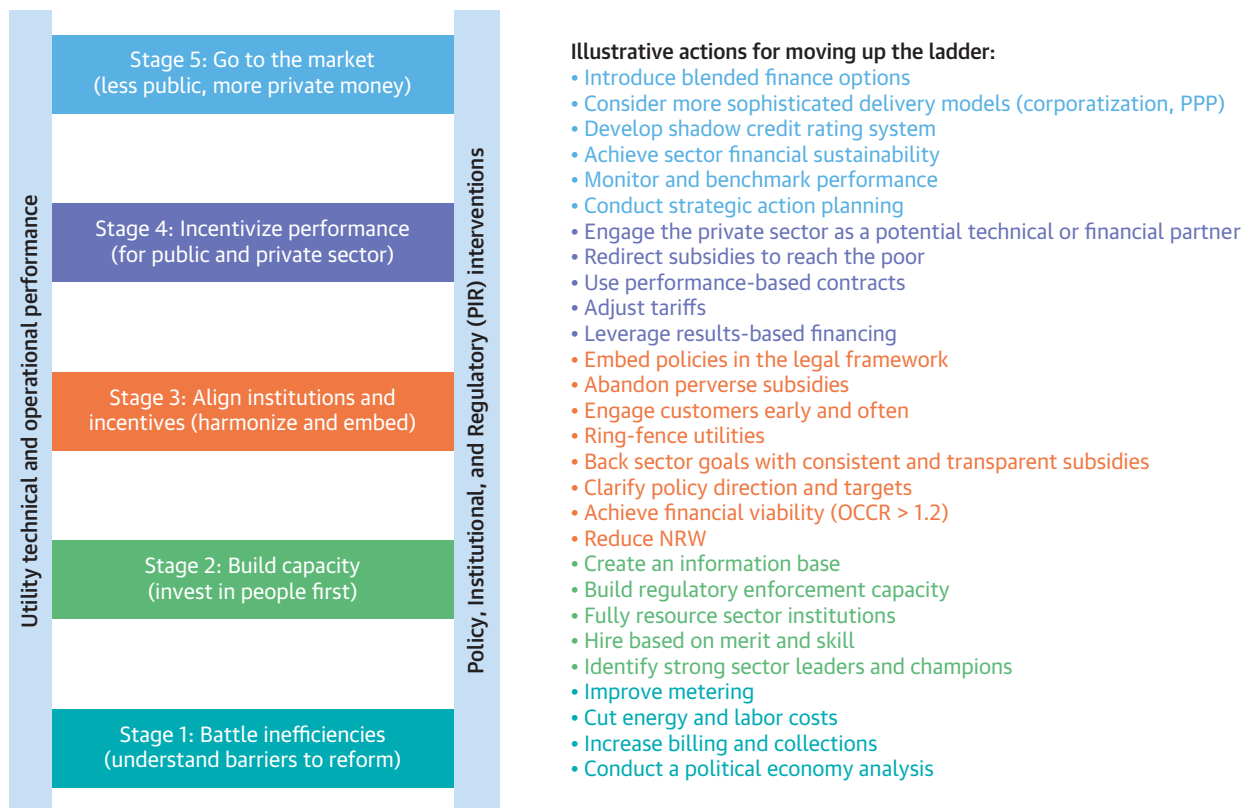 Utility technical and operational performance
Stage 5: Go to the market
(less public, more private money)
Stage 4: Incentivize performance
(for public and private sector)
Stage 3: Align institutions and
incentives (harmonize and embed)
Stage 2: Build capacity
(invest in people first)
Stage 1: Battle inefficiencies
(understand barriers to reform)
Policy, Institutional, and Regulatory (PIR) interventions
Illustrative actions for moving up the ladder:
• Introduce blended finance options
• Consider more sophisticated delivery models (corporatization, PPP)
• Develop shadow credit rating system
• Achieve sector financial sustainability
• Monitor and benchmark performance
• Conduct strategic action planning
• Engage the private sector as a potential technical or financial partner
• Redirect subsidies to reach the poor
• Use performance-based contracts
• Adjust tariffs
• Leverage results-based financing
• Embed policies in the legal framework
• Abandon perverse subsidies
• Engage customers early and often
• Ring-fence utilities
• Back sector goals with consistent and transparent subsidies
• Clarify policy direction and targets
• Achieve financial viability (OCCR > 1.2)
• Reduce NRW
• Create an information base
• Build regulatory enforcement capacity
• Fully resource sector institutions
• Hire based on merit and skill
• Identify strong sector leaders and champions
• Improve metering
• Cut energy and labor costs
• Increase billing and collections
• Conduct a political economy analysis